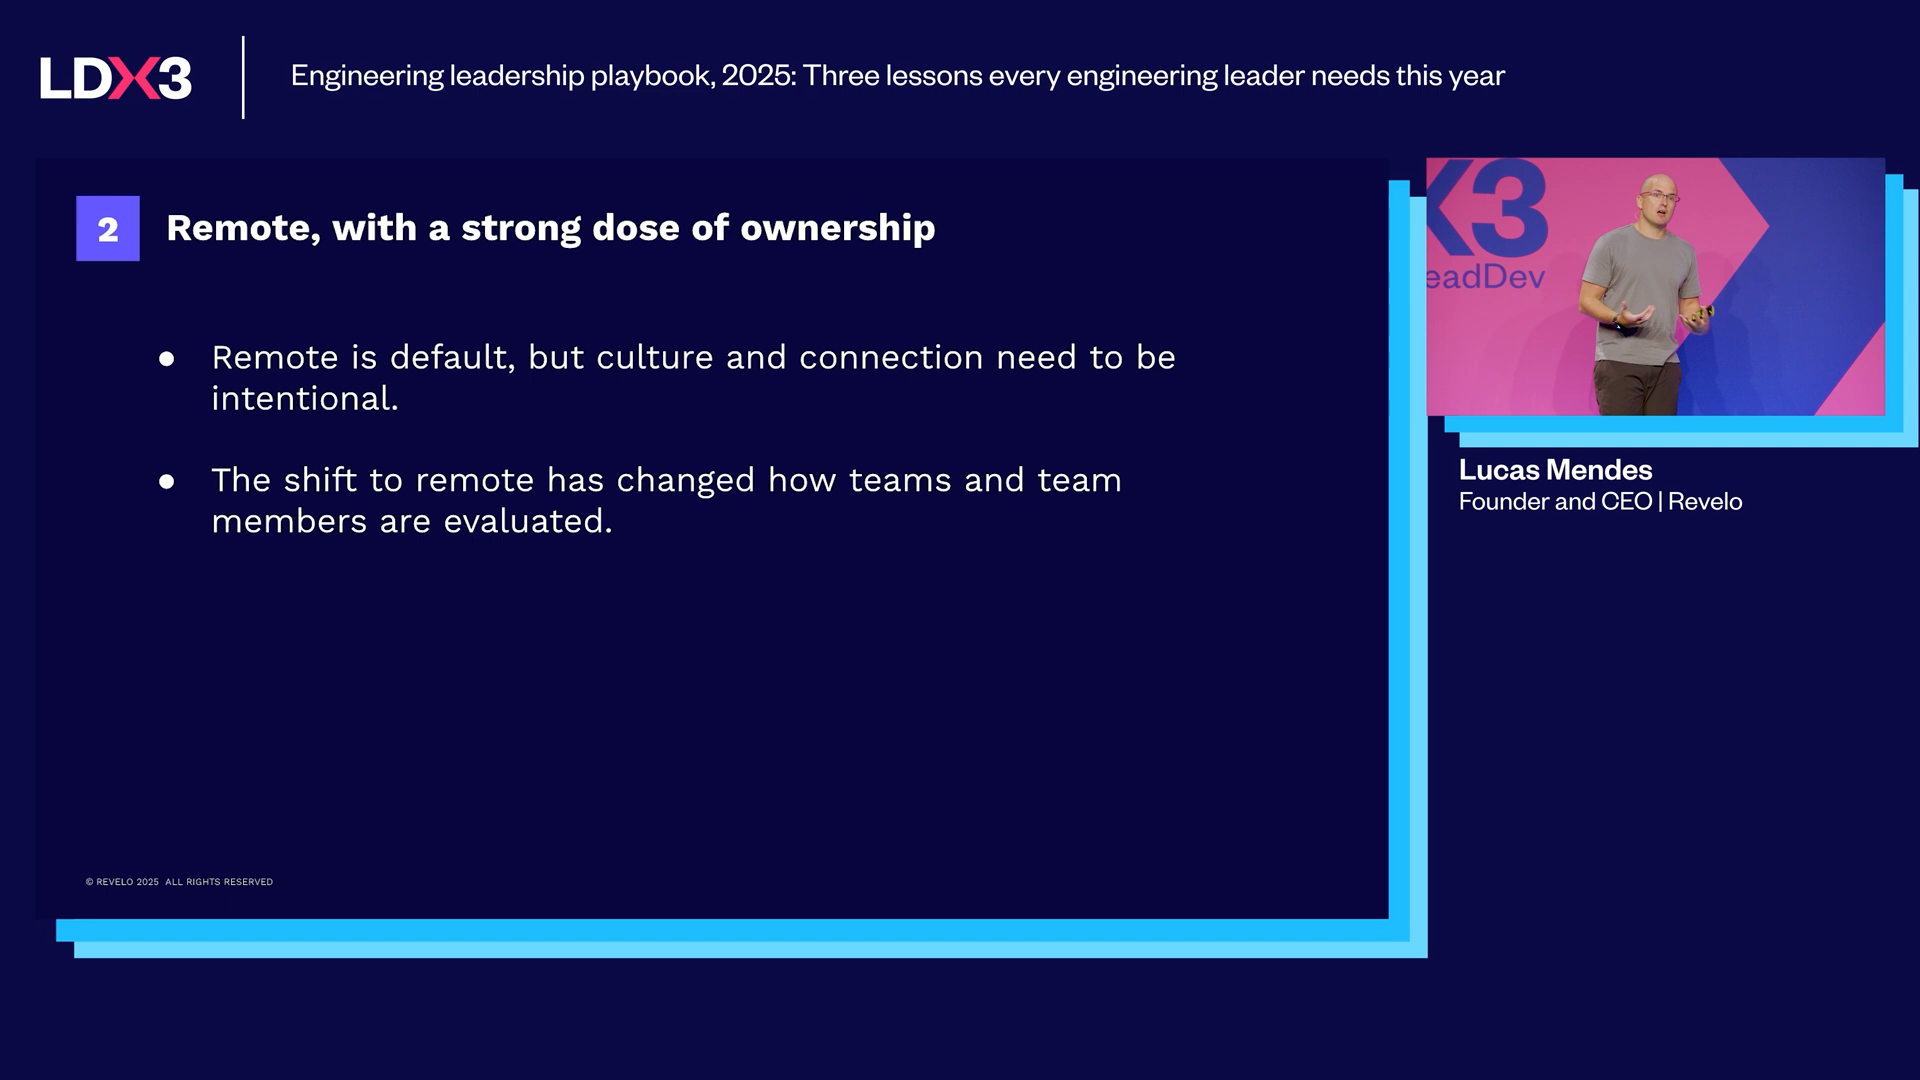 LDX3
Engineering leadership playbook, 2025: Three lessons every engineering leader needs this year
2
Remote, with a strong dose of ownership
● Remote is default, but culture and connection need to be
intentional.
● The shift to remote has changed how teams and team
members are evaluated.
© REVELO 2025 ALL RIGHTS RESERVED
X3
eadDev
Lucas Mendes
Founder and CEO | Revelo